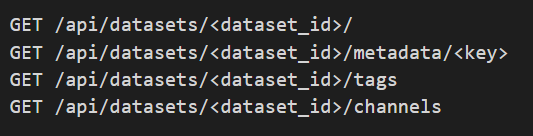 GET /api/datasets/<dataset_id>/
GET /api/datasets/<dataset_id>/metadata/<key>
GET /api/datasets/<dataset_id>/tags
GET /api/datasets/<dataset_id>/channels